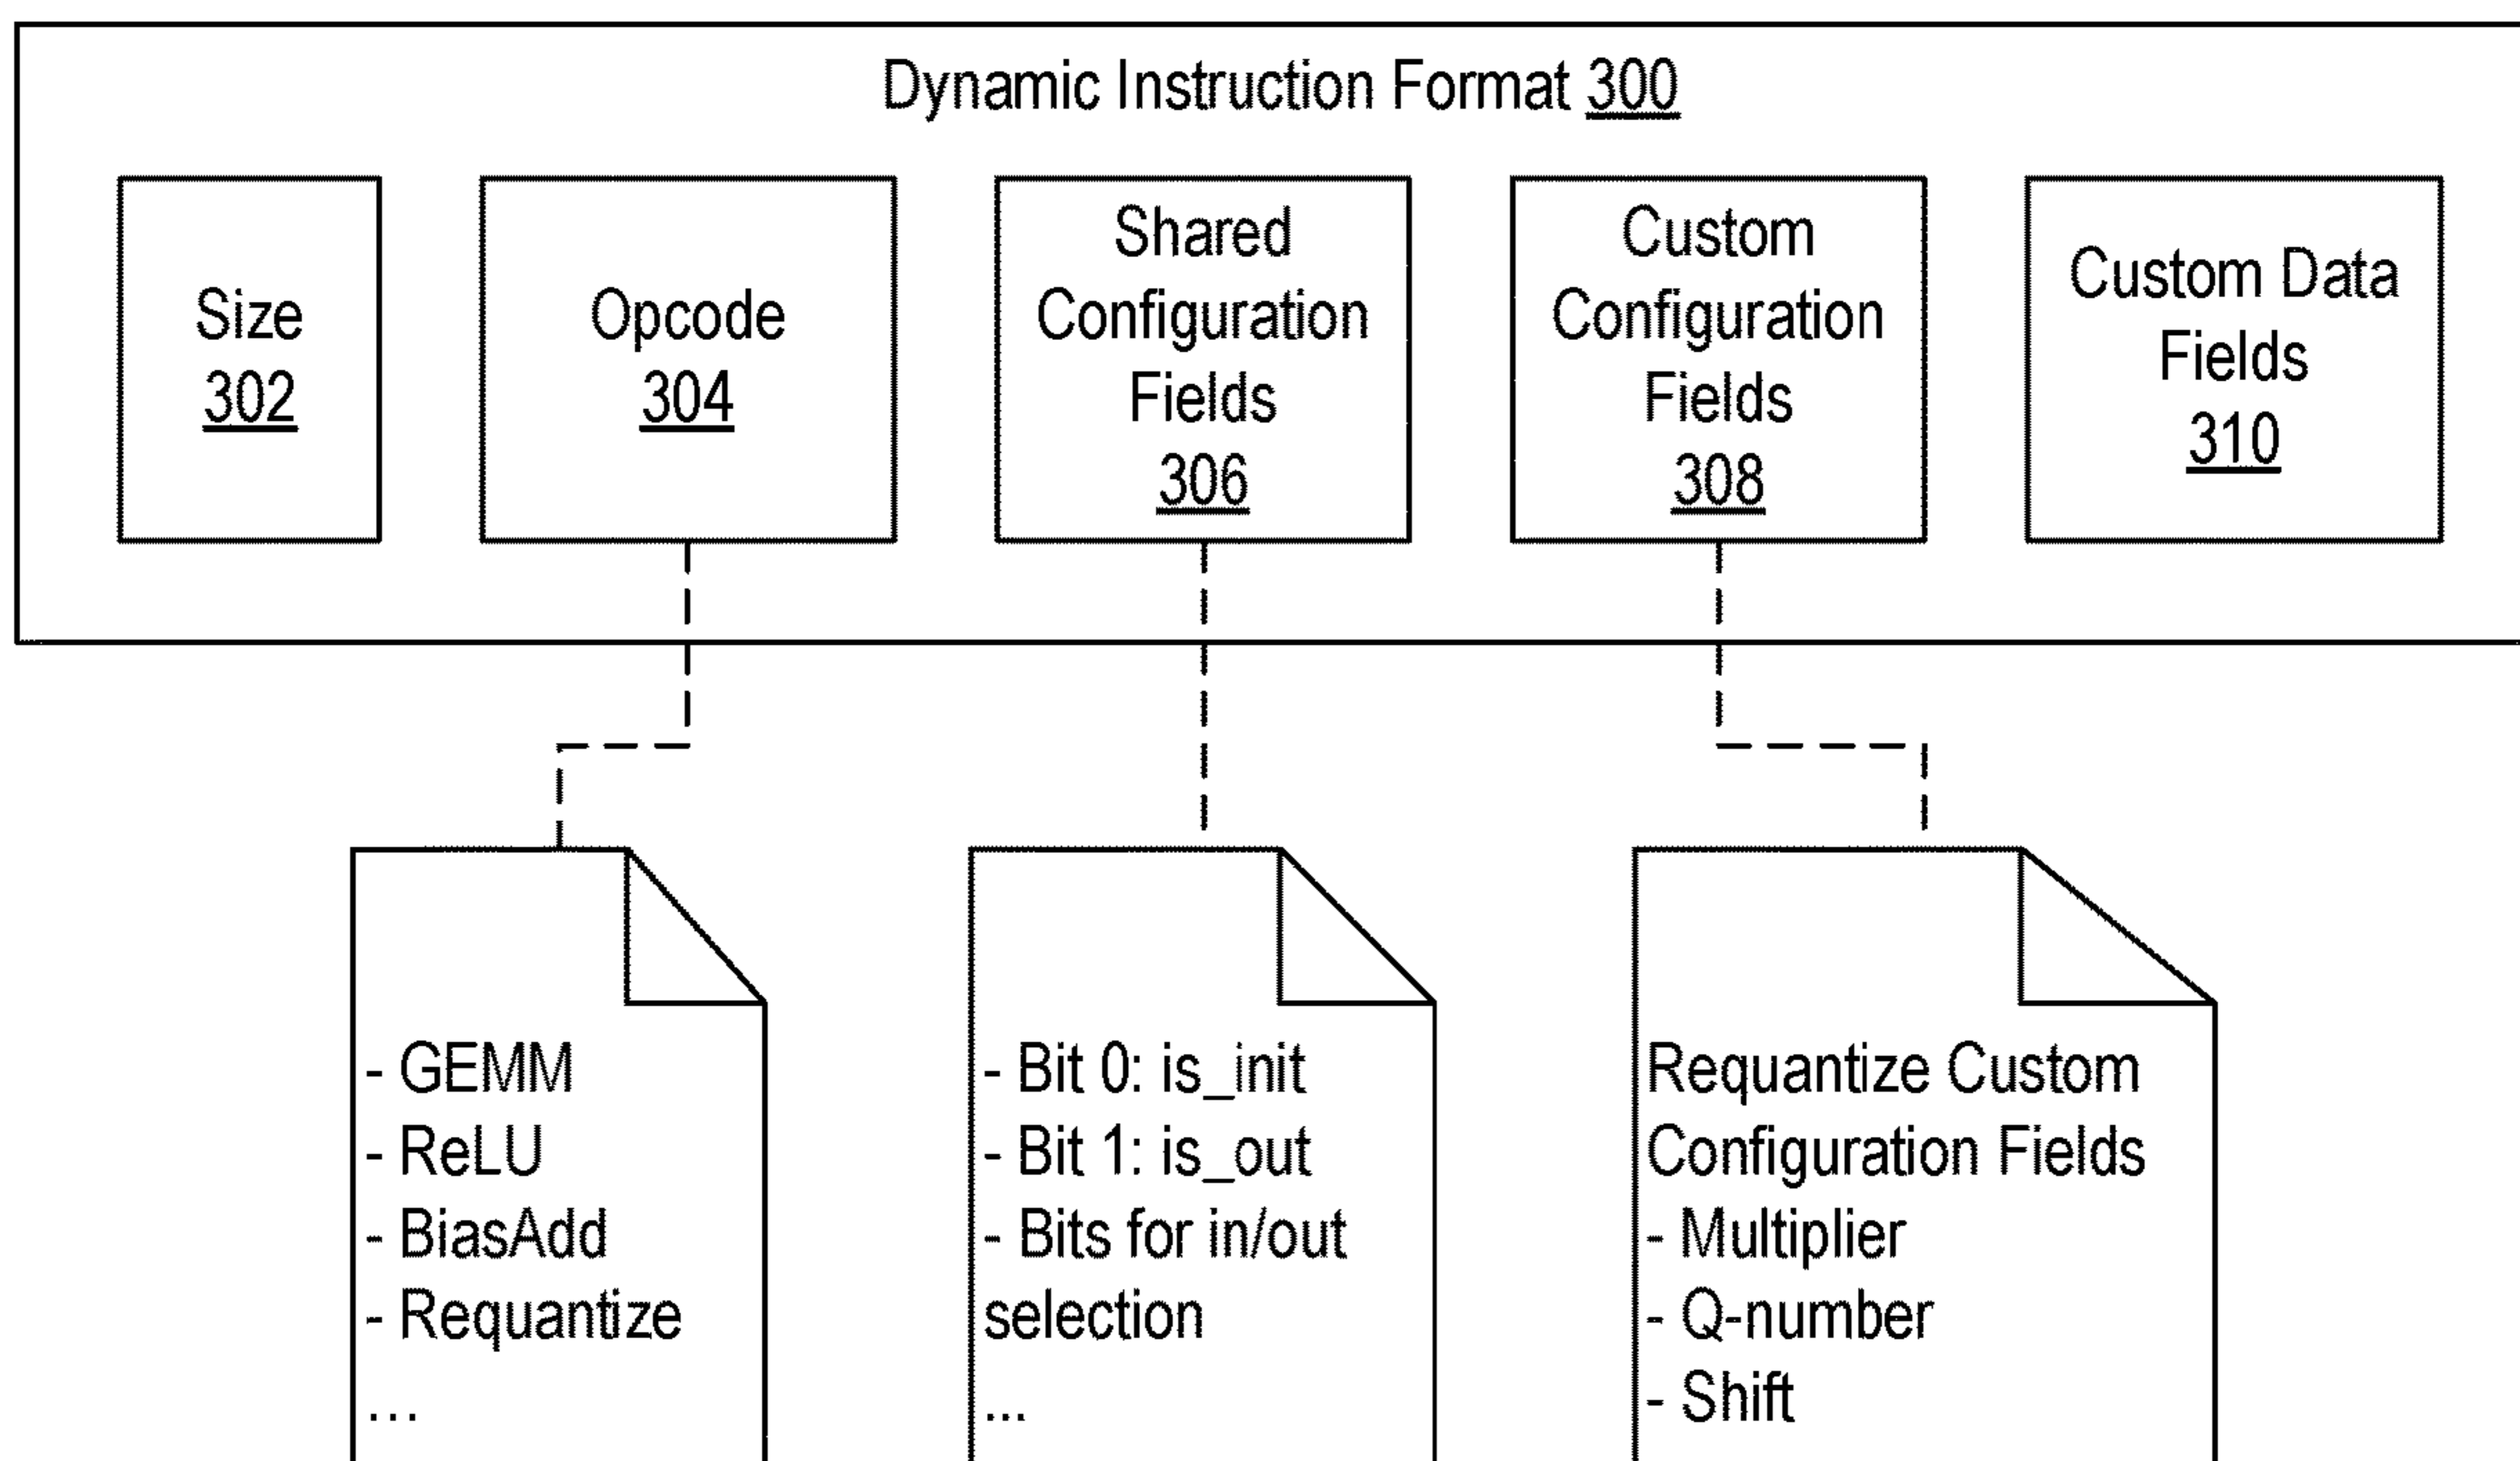 Dynamic Instruction Format 300
Size
302
Opcode
304
Shared
Configuration
Fields
306
Custom
Configuration
Fields
308
Custom Data
Fields
310
- GEMM
- ReLU
- BiasAdd
- Requantize
...
- Bit 0: is_init
- Bit 1: is_out
- Bits for in/out
selection
...
Requantize Custom
Configuration Fields
- Multiplier
- Q-number
- Shift